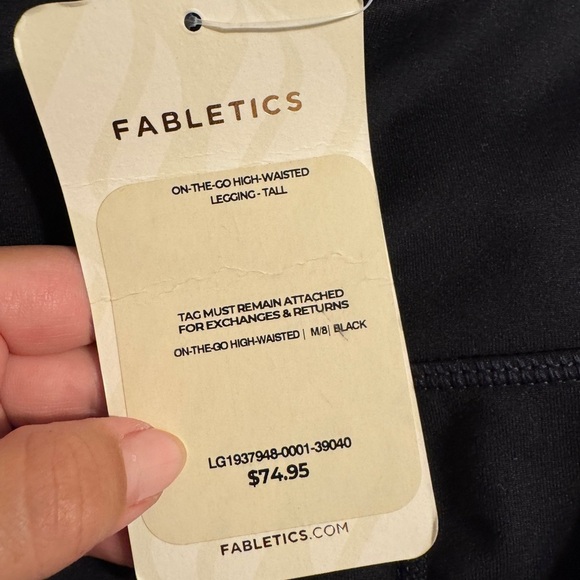 FABLETICS
ON-THE-GO HIGH-WAISTED
LEGGING - TALL
TAG MUST REMAIN ATTACHED
FOR EXCHANGES & RETURNS
ON-THE-GO HIGH-WAISTED | M/8 | BLACK
LG1937948-0001-39040
$74.95
FABLETICS.COM